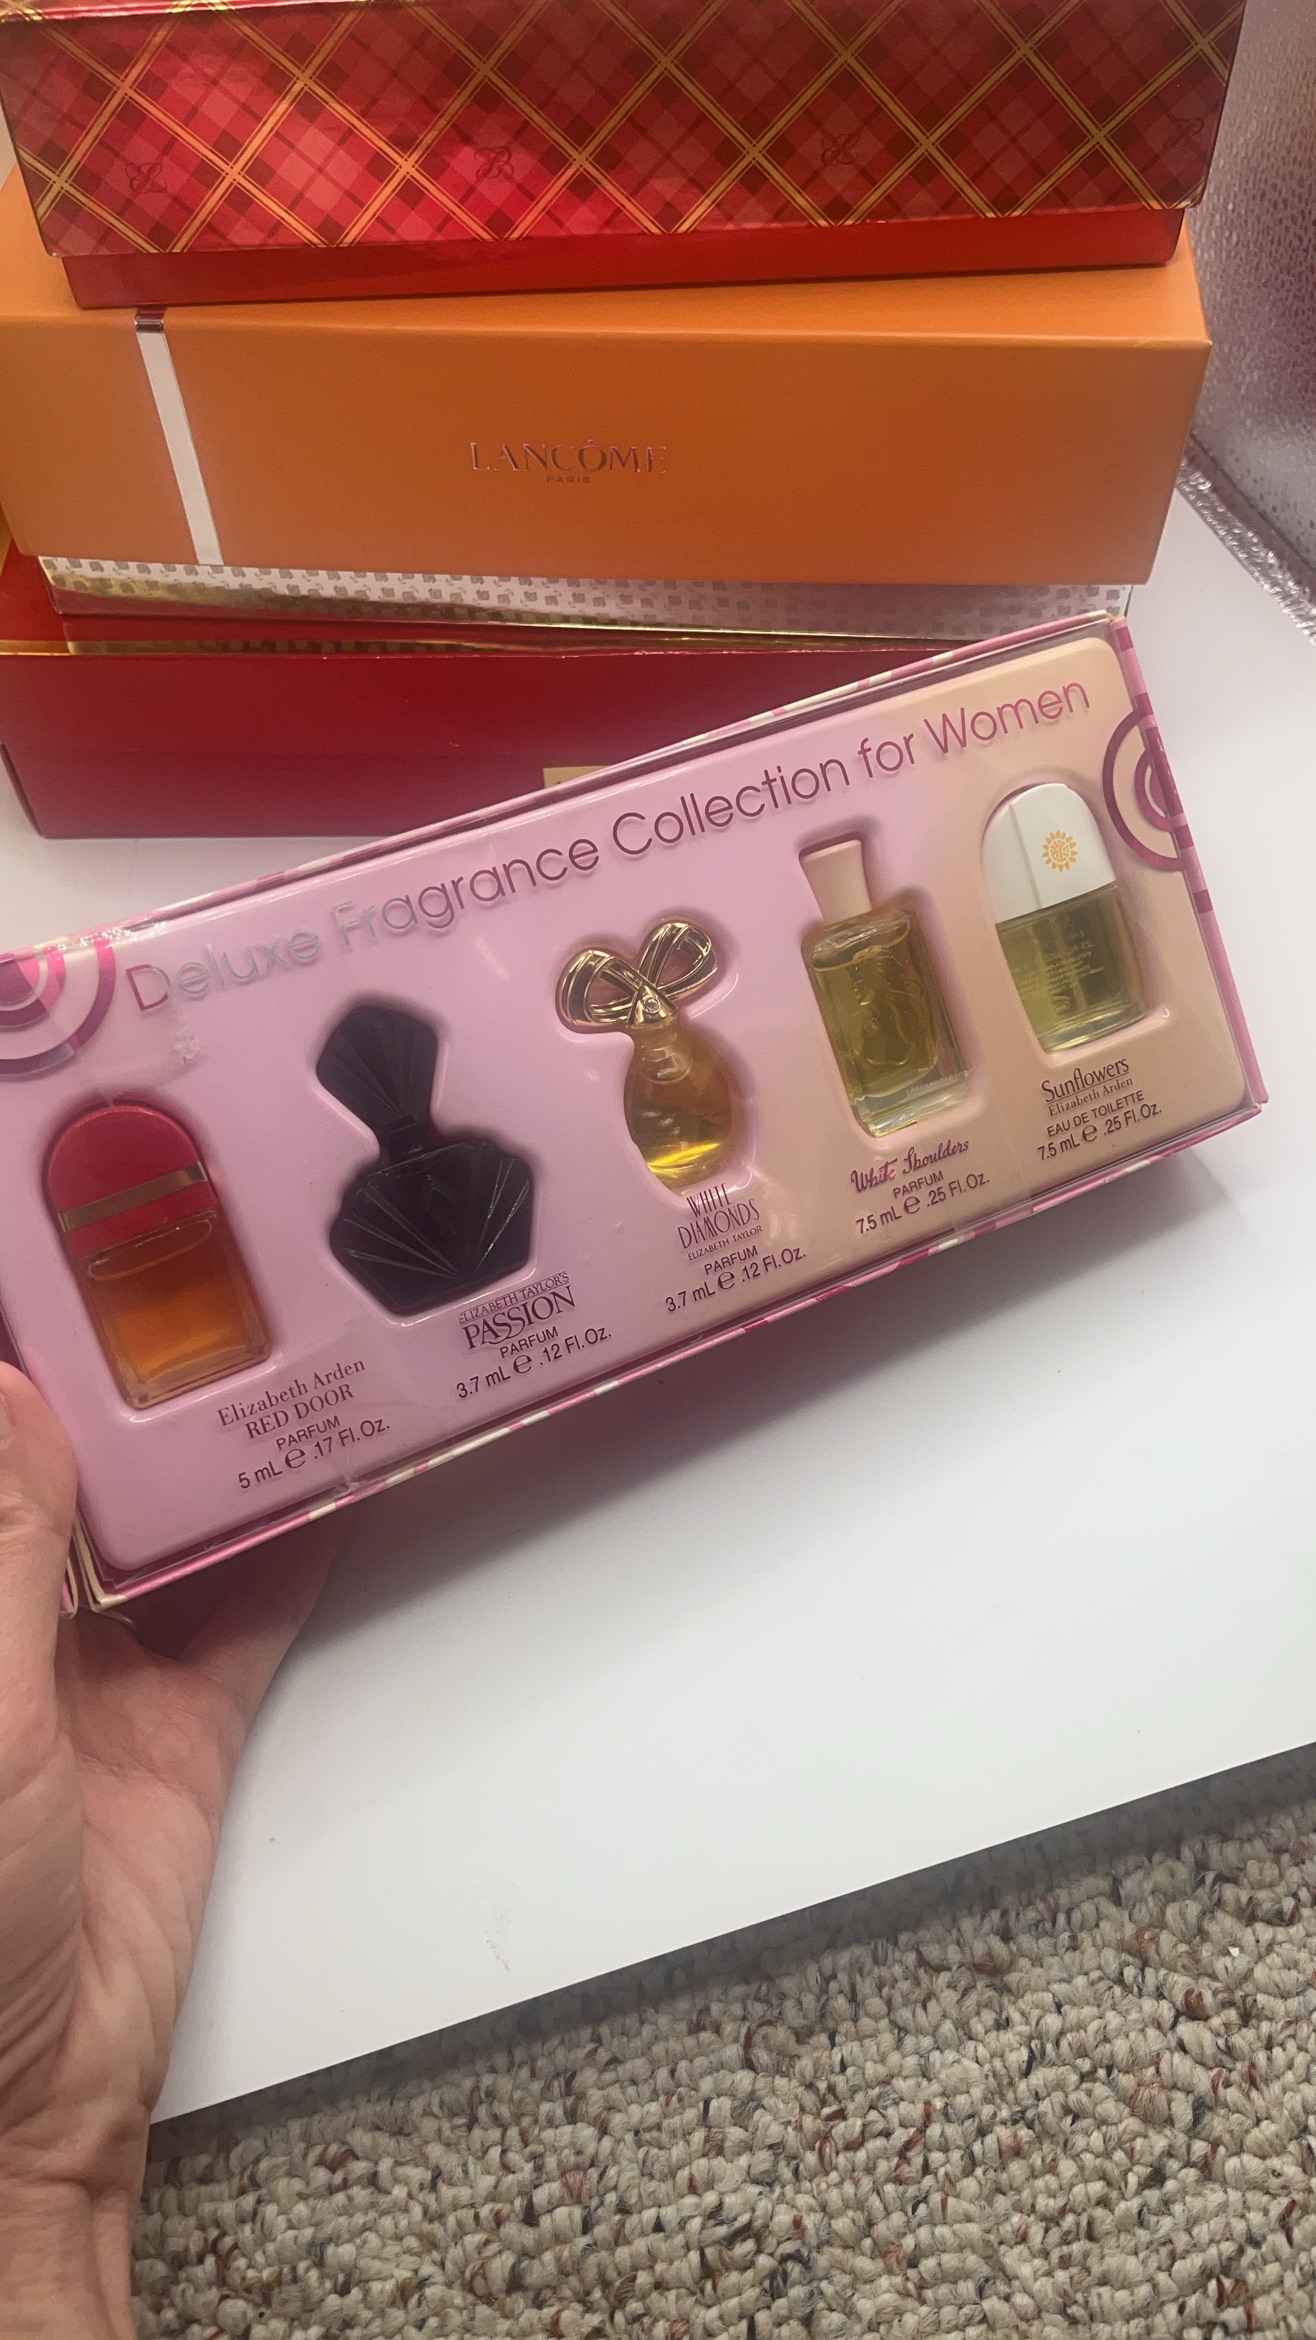 LANCÔME
PARIS
Deluxe Fragrance Collection for Women
Elizabeth Arden
RED DOOR
PARFUM
5 mL e .17 Fl.Oz.
ELIZABETH TAYLOR'S
PASSION
PARFUM
3.7 mL e .12 Fl.Oz.
WHITE
DIAMONDS
ELIZABETH TAYLOR
PARFUM
3.7 mL e .12 Fl.Oz.
White Shoulders
PARFUM
7.5 mL e .25 Fl.Oz.
Sunflowers
Elizabeth Arden
EAU DE TOILETTE
7.5 mL e .25 Fl.Oz.